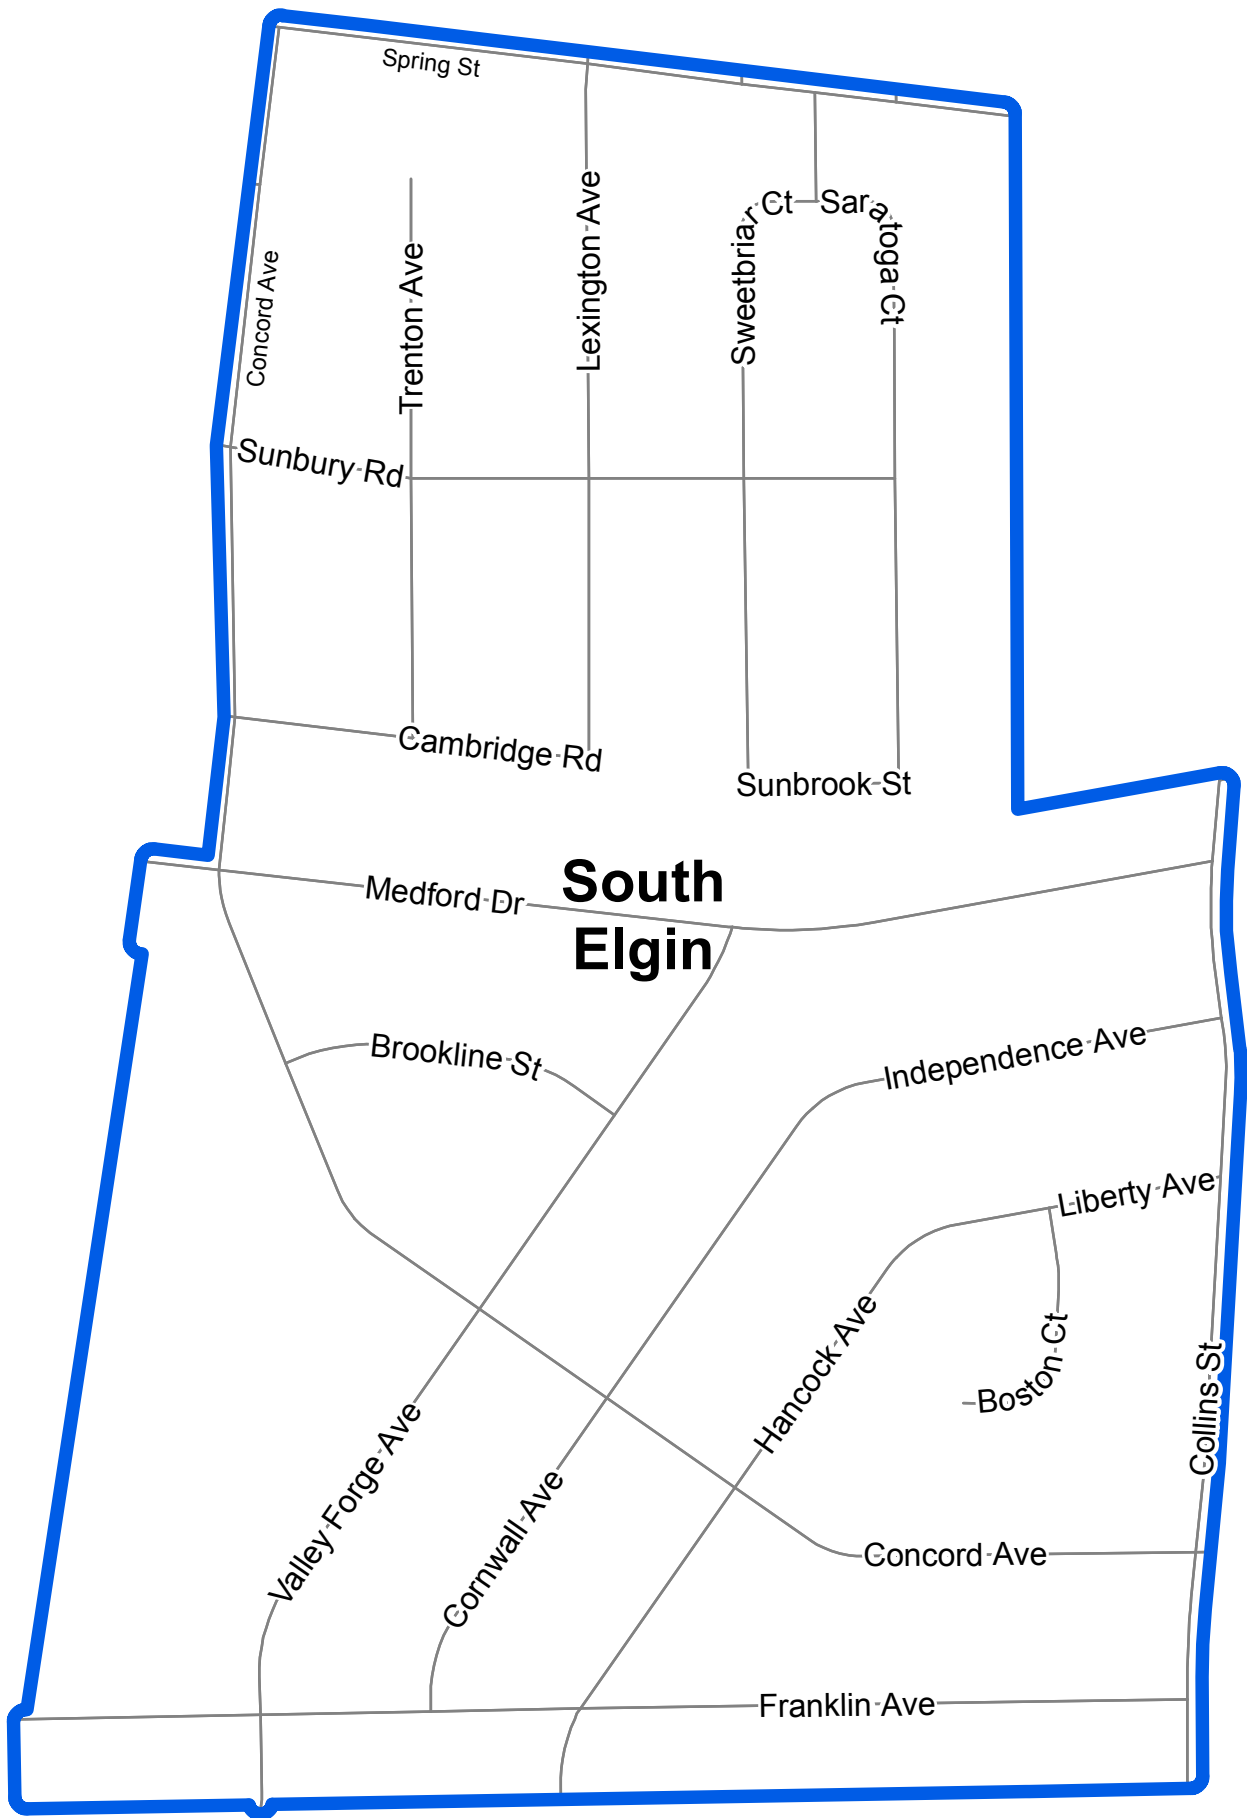 Spring St
Concord Ave
Trenton Ave
Lexington Ave
Sweetbriar Ct
Saratoga Ct
Sunbury Rd
Cambridge Rd
Sunbrook St
South
Elgin
Medford Dr
Brookline St
Independence Ave
Liberty Ave
Hancock Ave
Boston Ct
Collins St
Valley Forge Ave
Cornwall Ave
Concord Ave
Franklin Ave